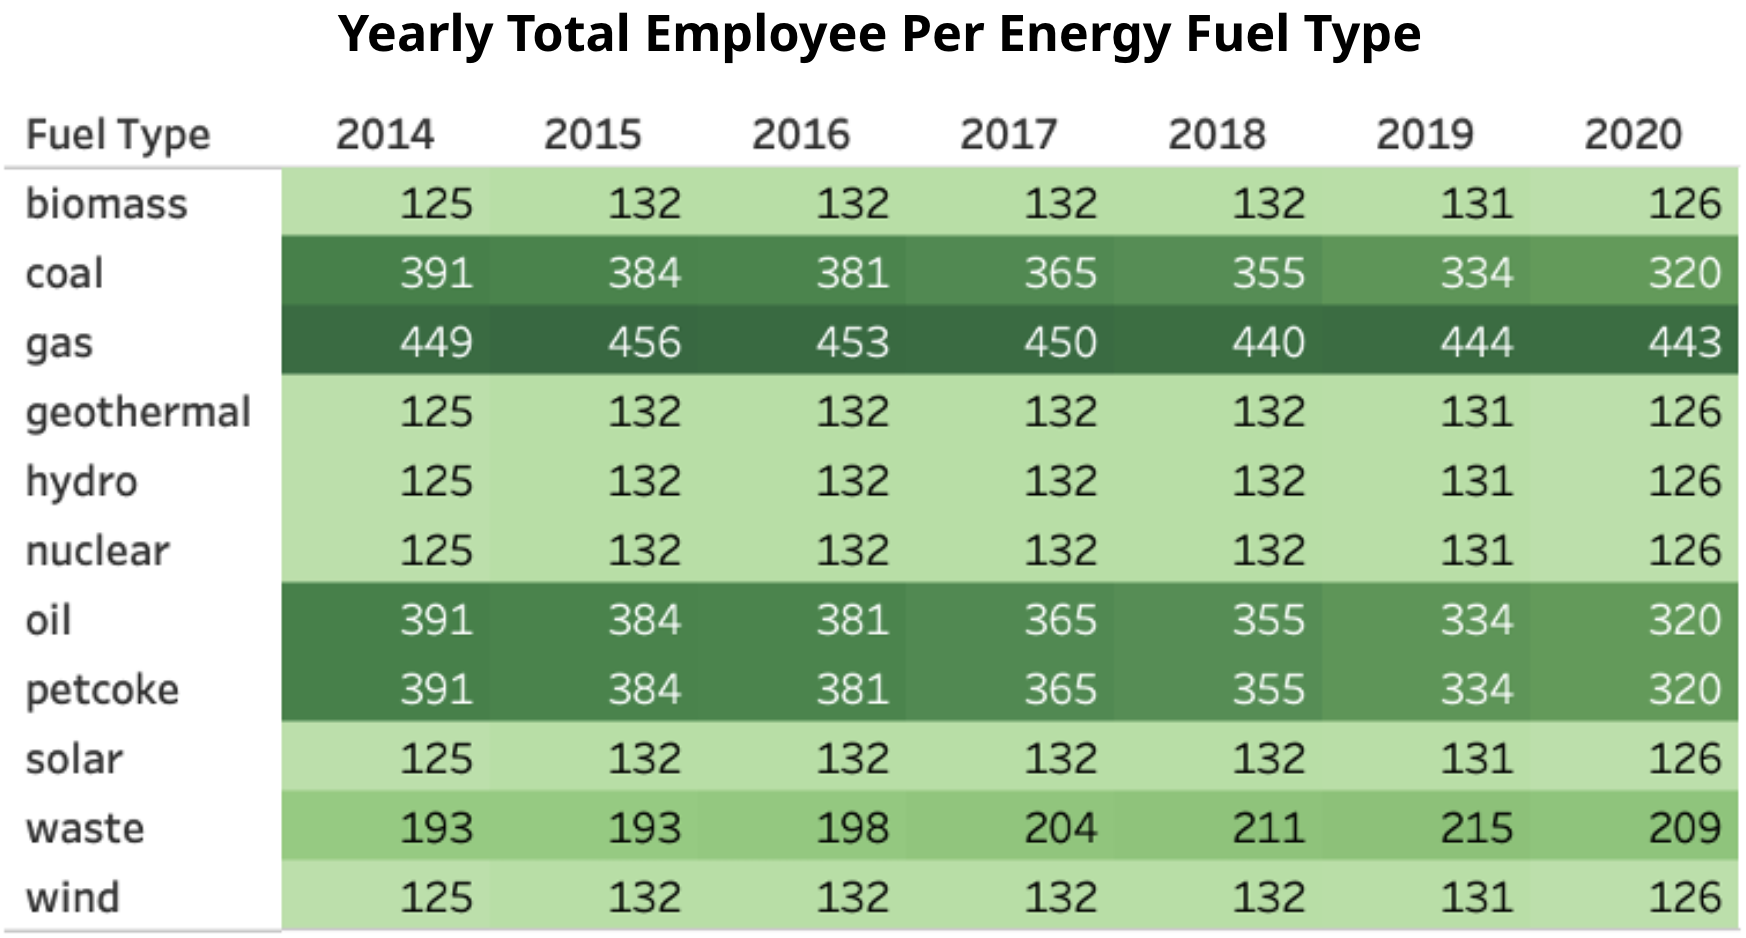 Yearly Total Employee Per Energy Fuel Type
Fuel Type 2014 2015 2016 2017 2018 2019 2020
biomass 125 132 132 132 132 131 126
coal 391 384 381 365 355 334 320
gas 449 456 453 450 440 444 443
geothermal 125 132 132 132 132 131 126
hydro 125 132 132 132 132 131 126
nuclear 125 132 132 132 132 131 126
oil 391 384 381 365 355 334 320
petcoke 391 384 381 365 355 334 320
solar 125 132 132 132 132 131 126
waste 193 193 198 204 211 215 209
wind 125 132 132 132 132 131 126